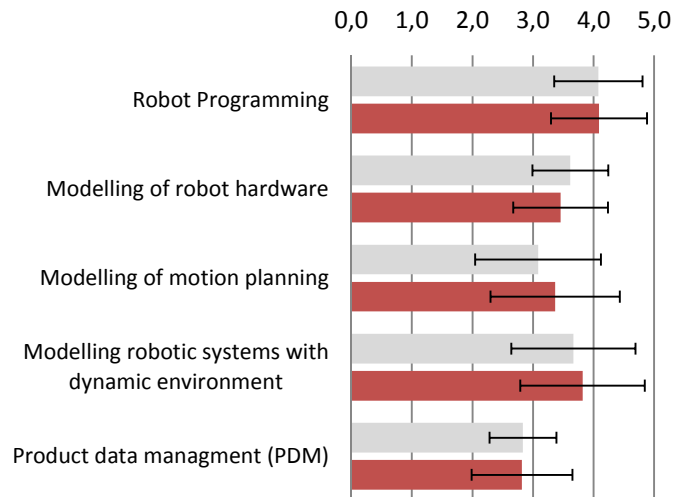 0,0 1,0 2,0 3,0 4,0 5,0
Robot Programming
Modelling of robot hardware
Modelling of motion planning
Modelling robotic systems with
dynamic environment
Product data managment (PDM)